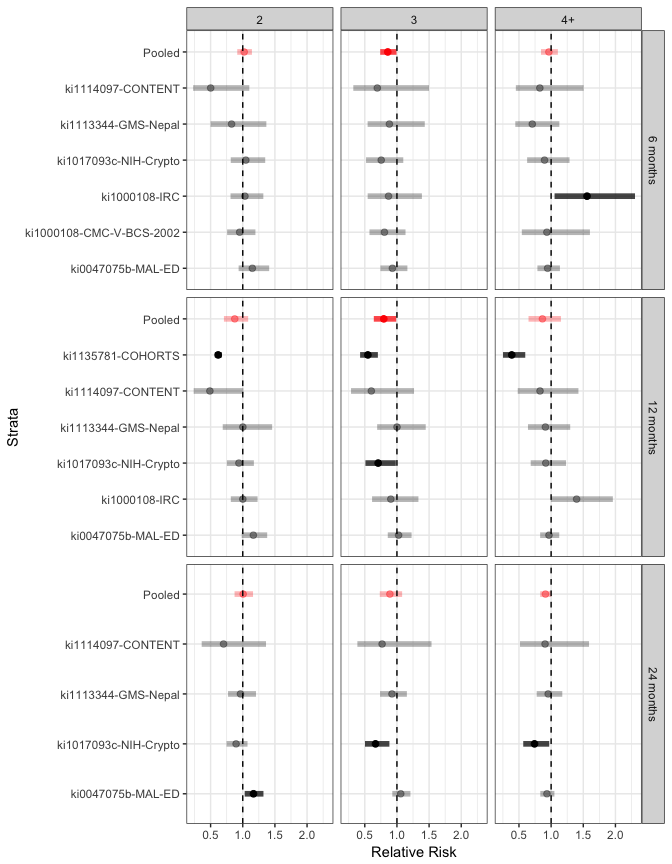 2 3 4+
Pooled
ki1114097-CONTENT
ki1113344-GMS-Nepal
ki1017093c-NIH-Crypto
ki1000108-IRC
ki1000108-CMC-V-BCS-2002
ki0047075b-MAL-ED
6 months
Pooled
ki1135781-COHORTS
ki1114097-CONTENT
ki1113344-GMS-Nepal
ki1017093c-NIH-Crypto
ki1000108-IRC
ki0047075b-MAL-ED
12 months
Pooled
ki1114097-CONTENT
ki1113344-GMS-Nepal
ki1017093c-NIH-Crypto
ki0047075b-MAL-ED
24 months
Strata
0.5 1.0 1.5 2.0 0.5 1.0 1.5 2.0 0.5 1.0 1.5 2.0
Relative Risk